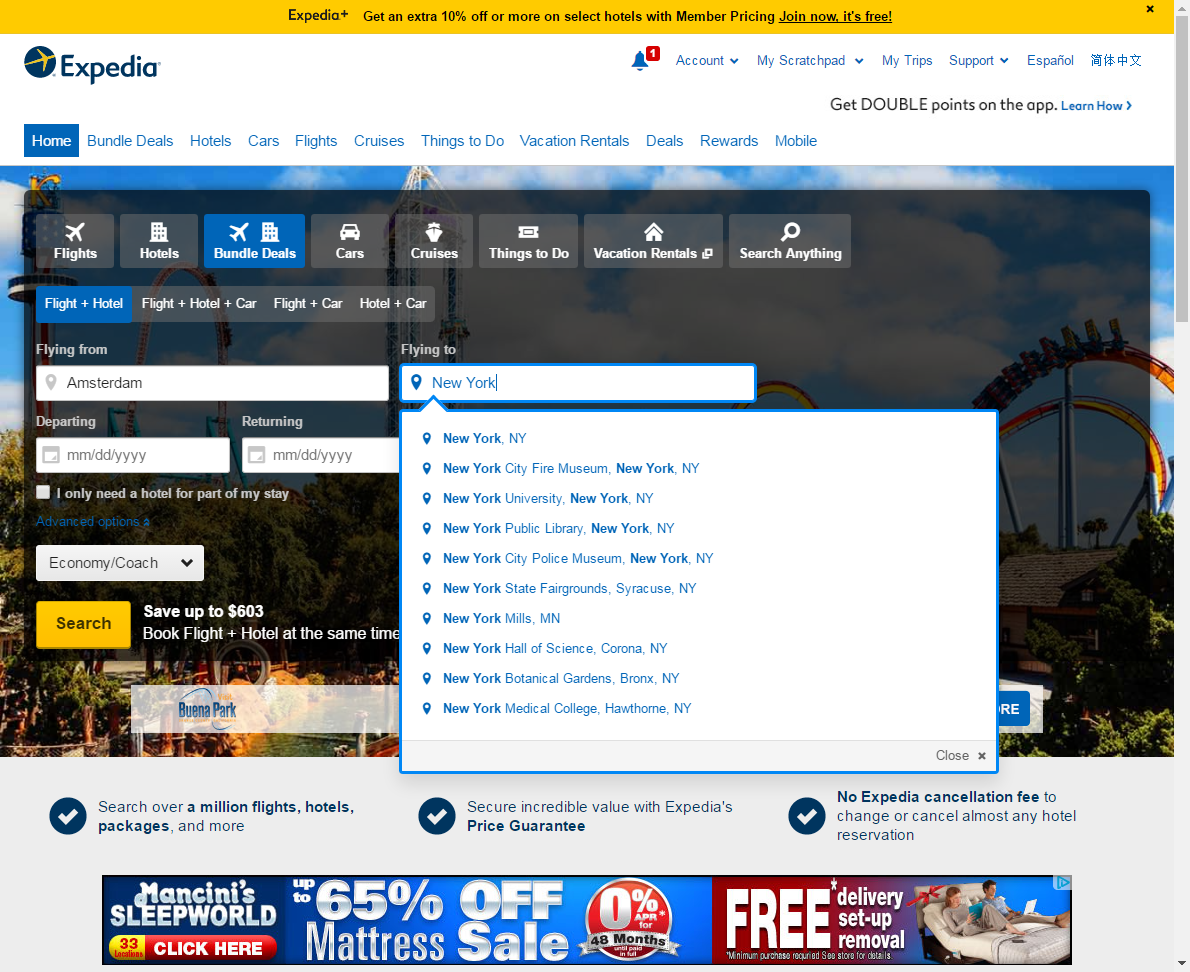 Expedia+ Get an extra 10% off or more on select hotels with Member Pricing Join now, it's free!
Expedia
1 Account My Scratchpad My Trips Support Español 简体中文
Get DOUBLE points on the app. Learn How >
Home Bundle Deals Hotels Cars Flights Cruises Things to Do Vacation Rentals Deals Rewards Mobile
Flights Hotels Bundle Deals Cars Cruises Things to Do Vacation Rentals Search Anything
Flight + Hotel Flight + Hotel + Car Flight + Car Hotel + Car
Flying from Flying to
Amsterdam New York
Departing Returning
mm/dd/yyyy mm/dd/yyyy
I only need a hotel for part of my stay
Advanced options
Economy/Coach
Search
Save up to $603
Book Flight + Hotel at the same time
New York, NY
New York City Fire Museum, New York, NY
New York University, New York, NY
New York Public Library, New York, NY
New York City Police Museum, New York, NY
New York State Fairgrounds, Syracuse, NY
New York Mills, MN
New York Hall of Science, Corona, NY
New York Botanical Gardens, Bronx, NY
New York Medical College, Hawthorne, NY
Close ×
Visit
Buena Park
ORE
Search over a million flights, hotels,
packages, and more
Secure incredible value with Expedia's
Price Guarantee
No Expedia cancellation fee to
change or cancel almost any hotel
reservation
Mancini's
SLEEPWORLD
33
Locations
CLICK HERE
up to 65% OFF
Mattress Sale
0% APR* for
48 Months
until paid
in full
FREE* delivery
set-up
removal
*Minimum purchase required See store for details